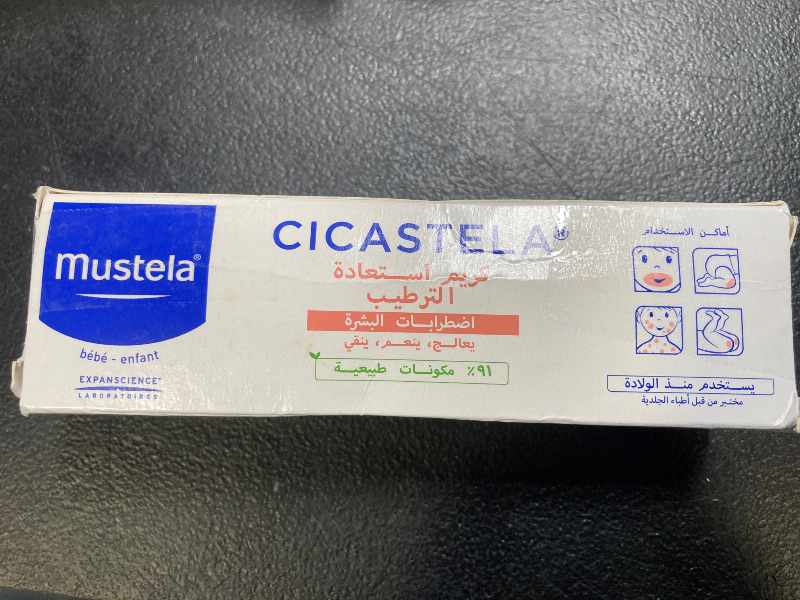 mustela®
bébé - enfant
EXPANSCIENCE®
LABORATOIRES
CICASTELA®
كريم استعادة
الترطيب
اضطرابات البشرة
يعالج، ينعم، ينقي
٩١٪ مكونات طبيعية
أماكن الاستخدام
يستخدم منذ الولادة
مختبر من قبل أطباء الجلدية